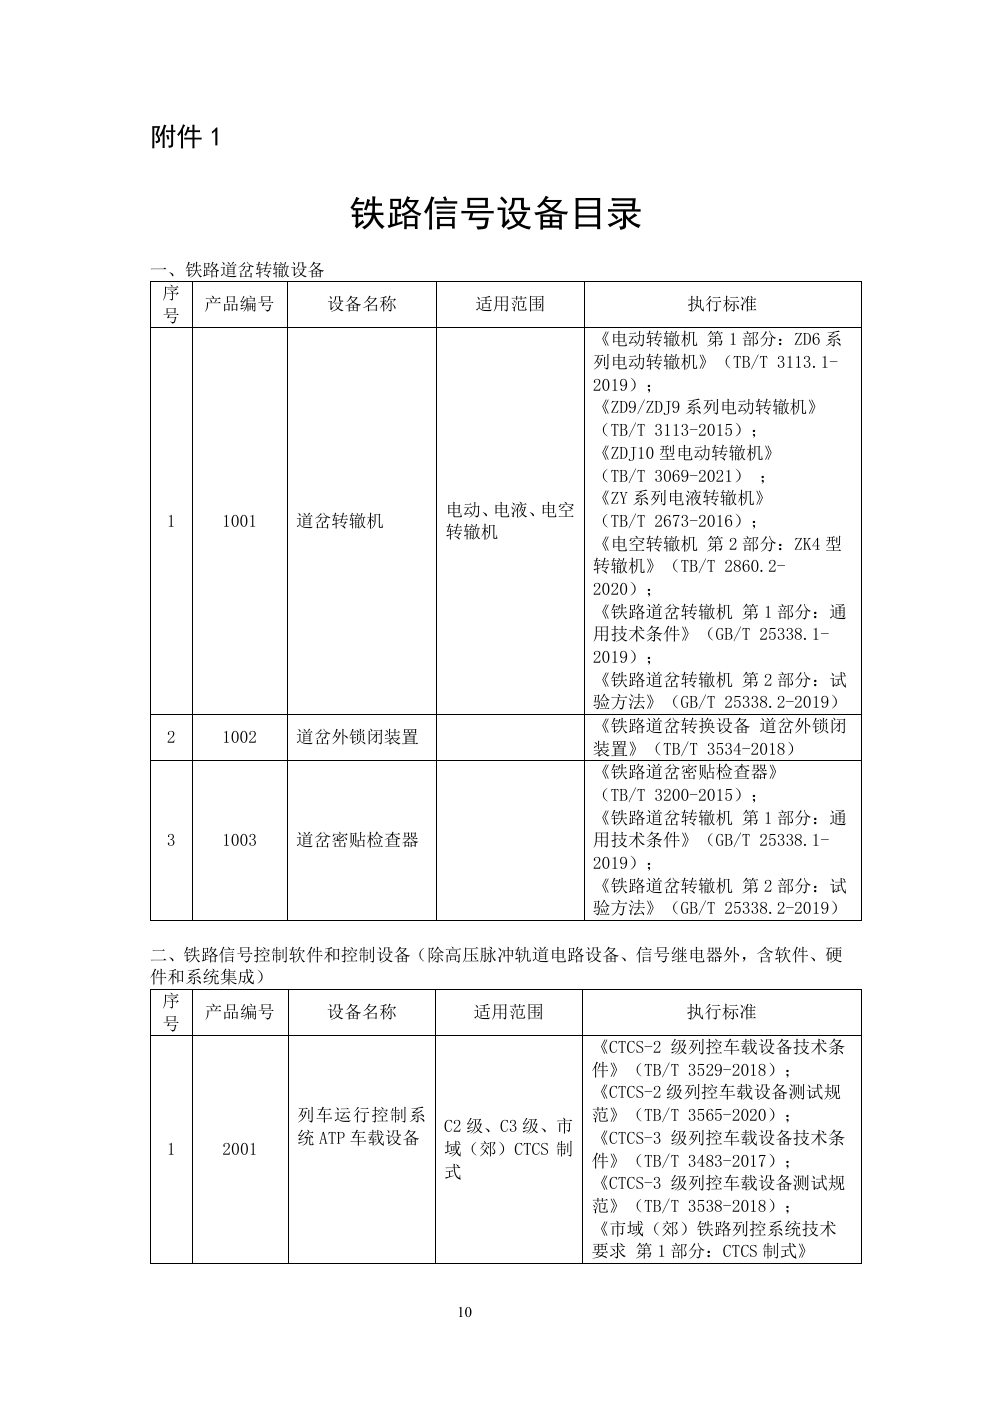 附件 1
铁路信号设备目录
一、铁路道岔转辙设备
序
号
产品编号
设备名称
适用范围
执行标准
1
1001
道岔转辙机
电动、电液、电空
转辙机
《电动转辙机 第 1 部分：ZD6 系
列电动转辙机》（TB/T 3113.1-
2019）；
《ZD9/ZDJ9 系列电动转辙机》
（TB/T 3113-2015）；
《ZDJ10 型电动转辙机》
（TB/T 3069-2021） ；
《ZY 系列电液转辙机》
（TB/T 2673-2016）；
《电空转辙机 第 2 部分：ZK4 型
转辙机》（TB/T 2860.2-
2020）；
《铁路道岔转辙机 第 1 部分：通
用技术条件》（GB/T 25338.1-
2019）；
《铁路道岔转辙机 第 2 部分：试
验方法》（GB/T 25338.2-2019）
2
1002
道岔外锁闭装置
《铁路道岔转换设备 道岔外锁闭
装置》（TB/T 3534-2018）
3
1003
道岔密贴检查器
《铁路道岔密贴检查器》
（TB/T 3200-2015）；
《铁路道岔转辙机 第 1 部分：通
用技术条件》（GB/T 25338.1-
2019）；
《铁路道岔转辙机 第 2 部分：试
验方法》（GB/T 25338.2-2019）
二、铁路信号控制软件和控制设备（除高压脉冲轨道电路设备、信号继电器外，含软件、硬
件和系统集成）
序
号
产品编号
设备名称
适用范围
执行标准
1
2001
列车运行控制系
统 ATP 车载设备
C2 级、C3 级、市
域（郊）CTCS 制
式
《CTCS-2 级列控车载设备技术条
件》（TB/T 3529-2018）；
《CTCS-2 级列控车载设备测试规
范》（TB/T 3565-2020）；
《CTCS-3 级列控车载设备技术条
件》（TB/T 3483-2017）；
《CTCS-3 级列控车载设备测试规
范》（TB/T 3538-2018）；
《市域（郊）铁路列控系统技术
要求 第 1 部分：CTCS 制式》
10